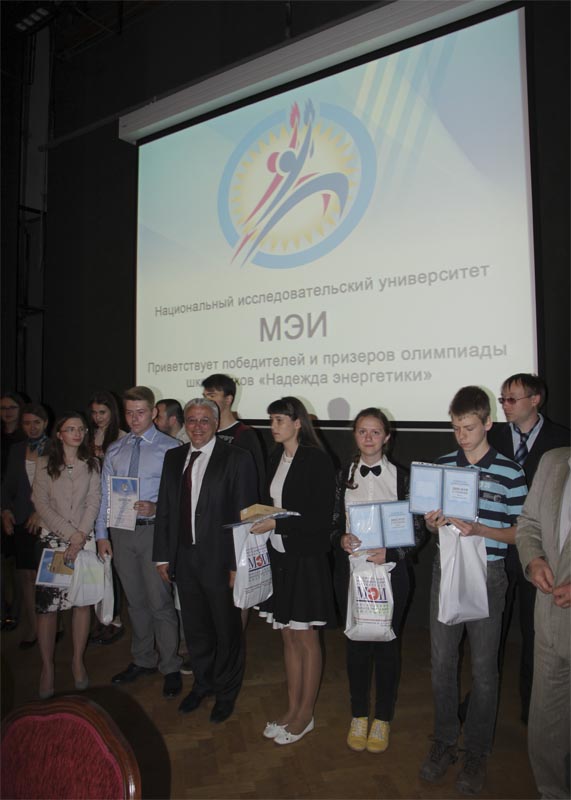 Национальный исследовательский университет
МЭИ
Приветствует победителей и призеров олимпиады
«Надежда энергетики»
МЭИ
МЭИ